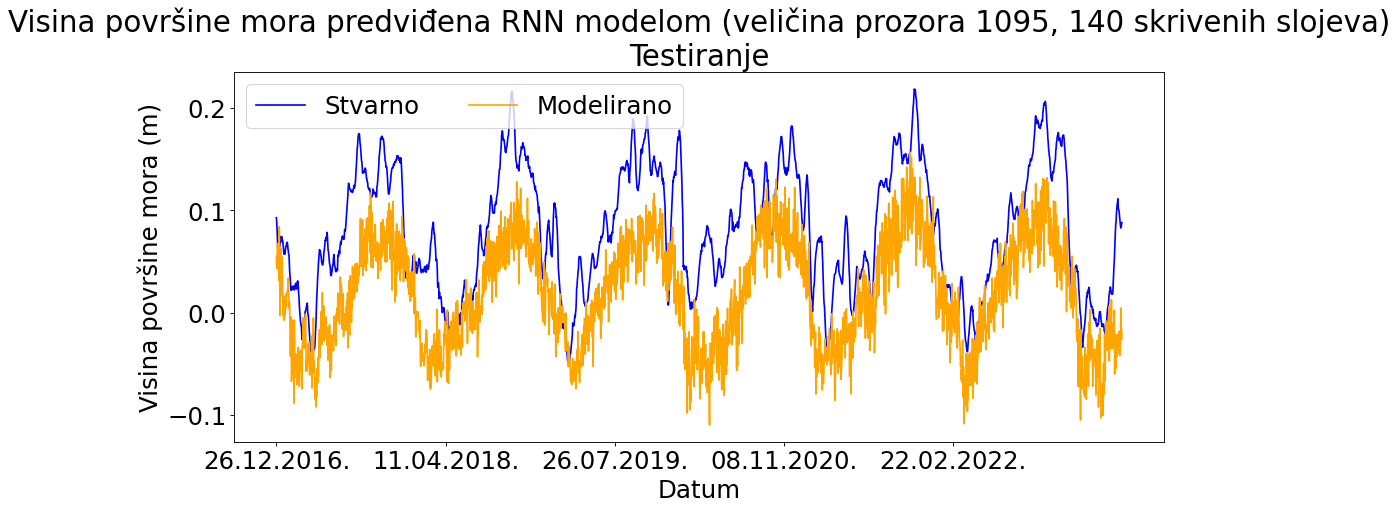 Visina površine mora predviđena RNN modelom (veličina prozora 1095, 140 skrivenih slojeva)
Testiranje
Stvarno
Modelirano
Visina površine mora (m)
0.2
0.1
0.0
−0.1
26.12.2016.
11.04.2018.
26.07.2019.
08.11.2020.
22.02.2022.
Datum